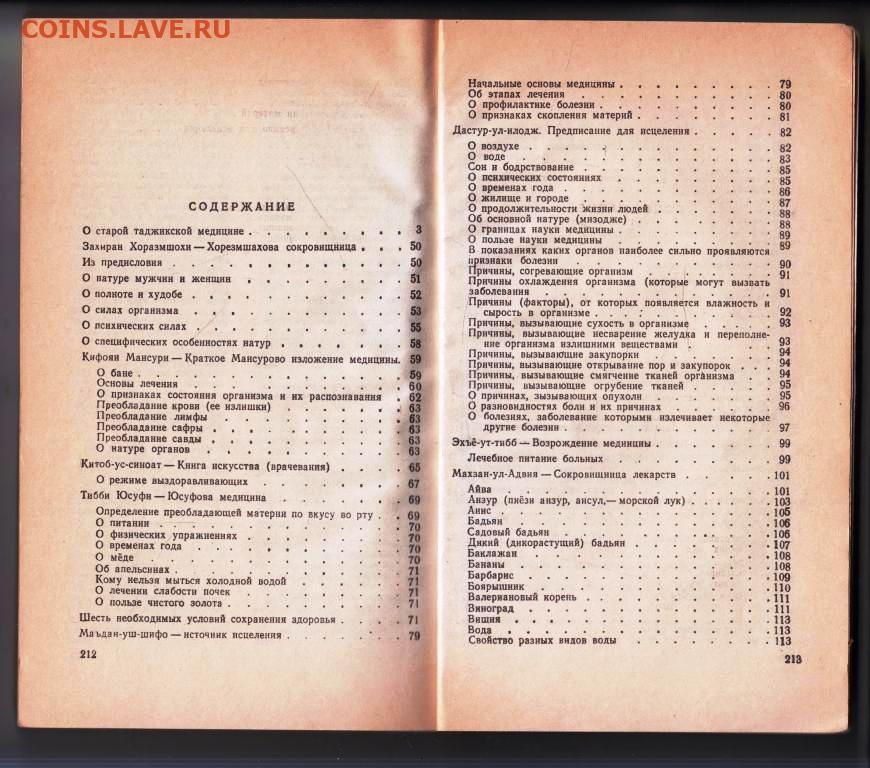 COINS.LAVE.RU
СОДЕРЖАНИЕ
О старой таджикской медицине . . . . . . . . . 3
Захиран Хоразмшохи — Хорезмшахова сокровищница . . . 50
Из предисловия . . . . . . . . . . . . 50
О натуре мужчин и женщин . . . . . . . . . 51
О полноте и худобе . . . . . . . . . . . 52
О силах организма . . . . . . . . . . . 53
О психических силах . . . . . . . . . . . 55
О специфических особенностях натур . . . . . . . 58
Кифояи Мансури — Краткое Мансурово изложение медицины. 59
О бане . . . . . . . . . . . . . 59
Основы лечения . . . . . . . . . . . 60
О признаках состояния организма и их распознавания 62
Преобладание крови (ее излишки) . . . . . . . 63
Преобладание лимфы . . . . . . . . . . 63
Преобладание сафры . . . . . . . . . . 63
Преобладание савды . . . . . . . . . . 63
О натуре органов . . . . . . . . . . . 63
Китоб-ус-синоат — Книга искусства (врачевания) . . . . 65
О режиме выздоравливающих . . . . . . . . 67
Тибби Юсуфи — Юсуфова медицина . . . . . . . 69
Определение преобладающей материи по вкусу во рту . . 69
О питании . . . . . . . . . . . . 70
О физических упражнениях . . . . . . . . 70
О временах года . . . . . . . . . . . 70
О мёде . . . . . . . . . . . . . 70
Об апельсинах . . . . . . . . . . . 71
Кому нельзя мыться холодной водой . . . . . . 71
О лечении слабости почек . . . . . . . . 71
О пользе чистого золота . . . . . . . . . 71
Шесть необходимых условий сохранения здоровья . . . . 71
Маъдан-уш-шифо — источник исцеления . . . . . . 79
212
Начальные основы медицины . . . . . . . . 79
Об этапах лечения . . . . . . . . . . 80
О профилактике болезни . . . . . . . . . 80
О признаках скопления материй . . . . . . . 81
Дастур-ул-илодж. Предписание для исцеления . . . . . 82
О воздухе . . . . . . . . . . . . 82
О воде . . . . . . . . . . . . . 83
Сон и бодрствование . . . . . . . . . . 85
О психических состояниях . . . . . . . . . 85
О временах года . . . . . . . . . . . 86
О жилище и городе . . . . . . . . . . 87
О продолжительности жизни людей . . . . . . . 88
Об основной натуре (мизодже) . . . . . . . . 88
О границах науки медицины . . . . . . . . 89
О пользе науки медицины . . . . . . . . . 89
В показаниях каких органов наиболее сильно проявляются 89
признаки болезни . . . . . . . . . . . 90
Причины, согревающие организм . . . . . . . 91
Причины охлаждения организма (которые могут вызвать
заболевания . . . . . . . . . . . . 91
Причины (факторы), от которых появляется влажность и
сырость в организме . . . . . . . . . . 92
Причины, вызывающие сухость в организме . . . . . 93
Причины, вызывающие несварение желудка и переполне-
ние организма излишними веществами . . . . . . 93
Причины, вызывающие закупорки . . . . . . . 94
Причины, вызывающие открывание пор и закупорок . . . 94
Причины, вызывающие смягчение тканей организма . . . 94
Причины, вызывающие огрубение тканей . . . . . 95
О причинах, зызывающих опухоли . . . . . . . 95
О разновидностях боли и их причинах . . . . . . 96
О болезнях, заболевание которыми излечивает некоторые
другие болезни . . . . . . . . . . . 97
Эхъё-ут-тибб — Возрождение медицины . . . . . . 99
Лечебное питание больных . . . . . . . . . 99
Махзан-ул-Адвия — Сокровищница лекарств . . . . . 101
Айва . . . . . . . . . . . . . 101
Анзур (пиёзи анзур, ансул,— морской лук) . . . . . 103
Анис . . . . . . . . . . . . . 105
Бадьян . . . . . . . . . . . . . 106
Садовый бадьян . . . . . . . . . . . 106
Дикий (дикорастущий) бадьян . . . . . . . . 107
Баклажан . . . . . . . . . . . . 108
Бананы . . . . . . . . . . . . . 108
Барбарис . . . . . . . . . . . . 109
Боярышник . . . . . . . . . . . . 110
Валериановый корень . . . . . . . . . . 111
Виноград . . . . . . . . . . . . 111
Вишня . . . . . . . . . . . . . 113
Вода . . . . . . . . . . . . . 113
Свойство разных видов воды . . . . . . . . 113
213